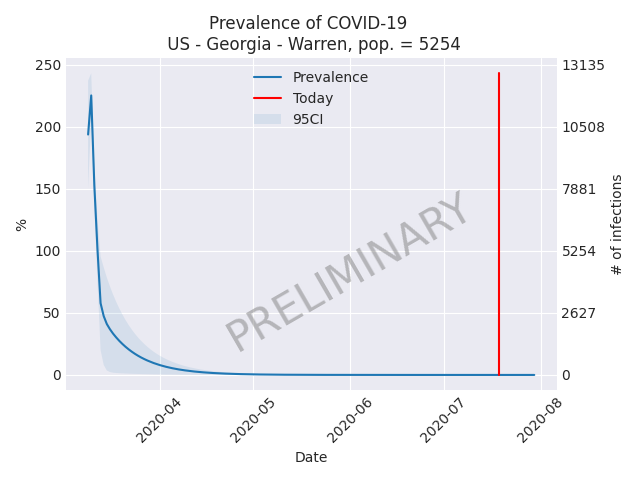 Prevalence of COVID-19
US - Georgia - Warren, pop. = 5254
250
200
150
100
50
0
%
13135
10508
7881
5254
2627
0
# of infections
Prevalence
Today
95CI
PRELIMINARY
2020-04
2020-05
2020-06
2020-07
2020-08
Date